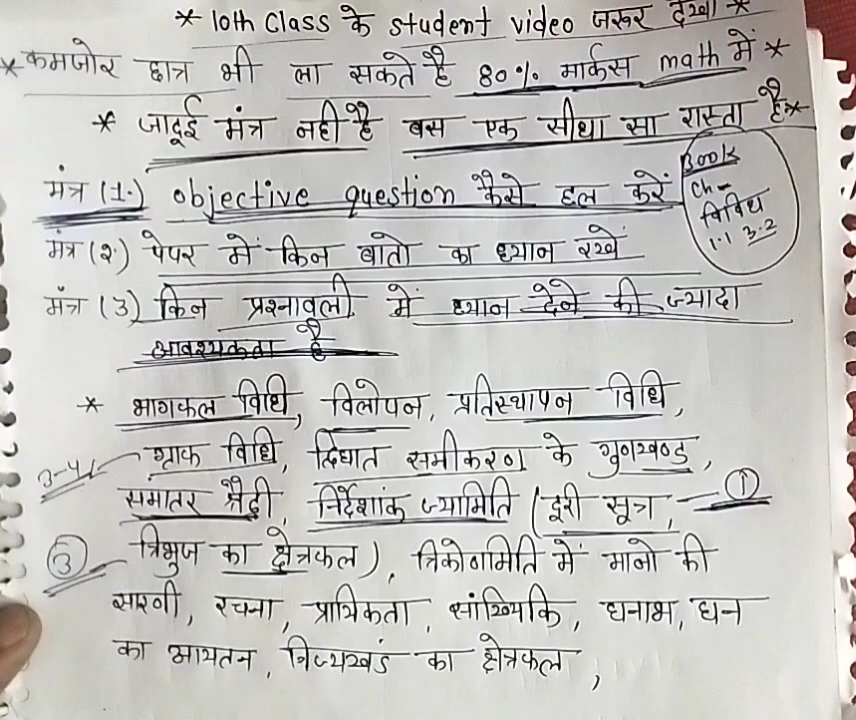 * 10th Class के student video जरूर देखा *
* कमजोर छात्र भी ला सकते है 80% मार्कस math में *
* जादूई मंत्र नही है बस एक सीधा सा रास्ता है *
मंत्र (1.) objective question कैसे हल करें
Book
Ch-
विविध
1.1 3.2
मंत्र (2.) पेपर में किन बातो का ध्यान रखें
मंत्र (3) किन प्रश्नावली में ध्यान देने की ज्यादा
आवश्यकता है
* भागफल विधि, विलोपन, प्रतिस्थापन विधि,
3-4 ग्राफ विधि, द्विघात समीकरण के गुणखण्ड,
समांतर श्रेढ़ी, निर्देशांक ज्यामिति (दूरी सूत्र, - 1
3 त्रिभुज का क्षेत्रफल), त्रिकोणमिति में मानो की
सारणी, रचना, प्रायिकता, सांख्यिकि, घनाभ, घन
का आयतन, त्रिज्यखंड का क्षेत्रफल,